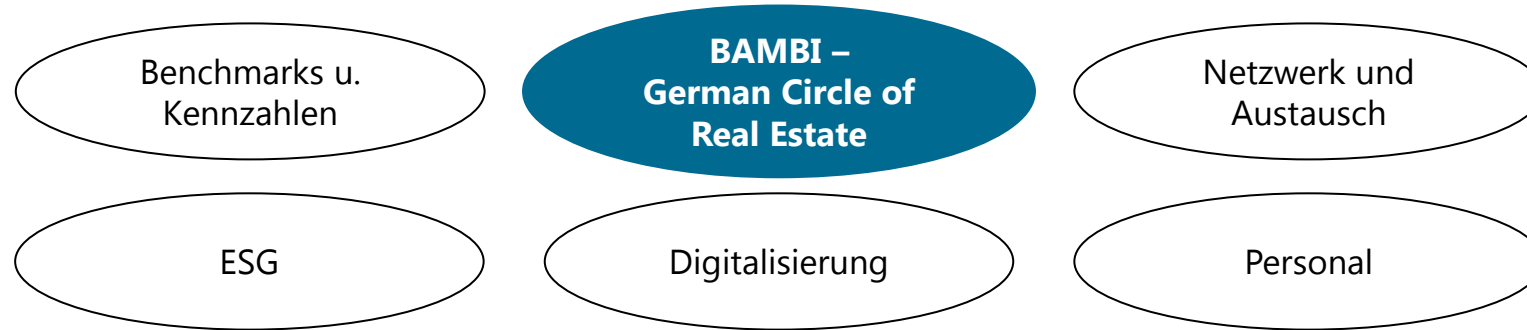 Benchmarks u.
Kennzahlen
BAMBI –
German Circle of
Real Estate
Netzwerk und
Austausch
ESG
Digitalisierung
Personal